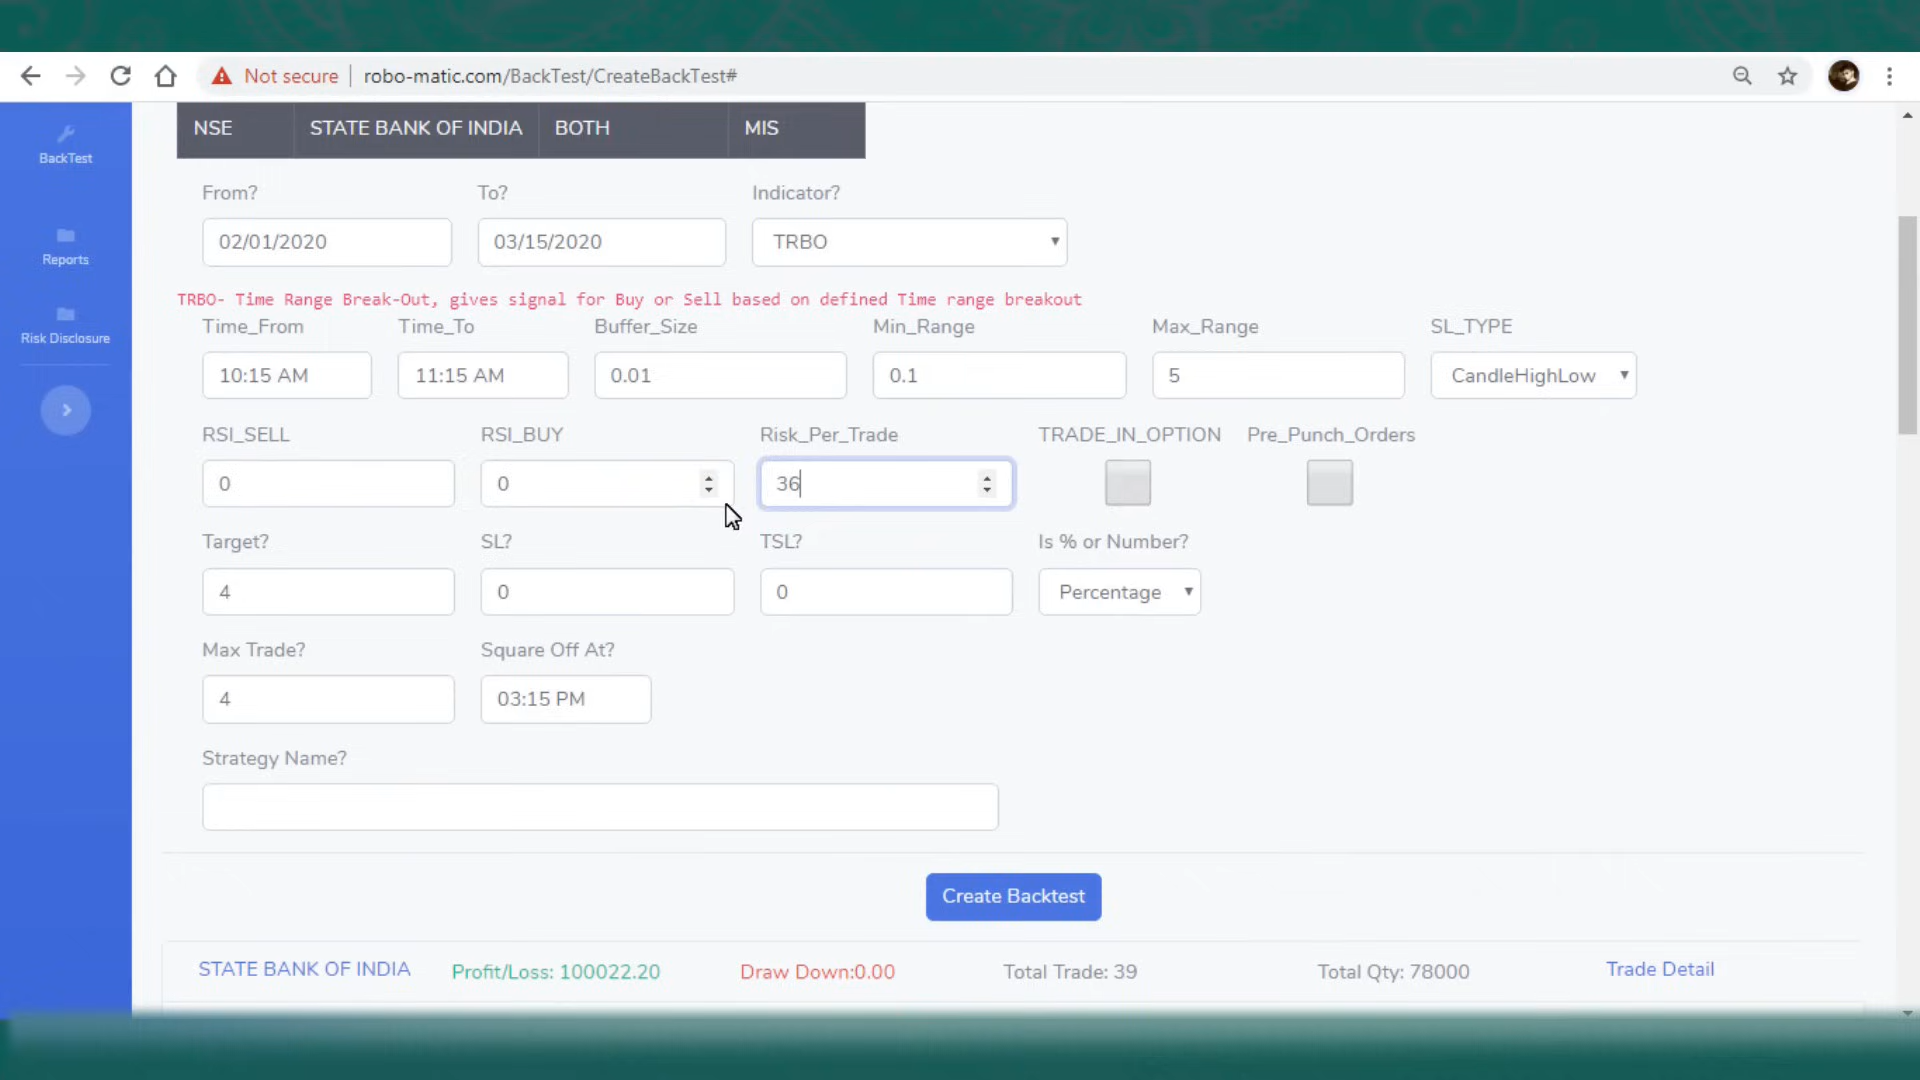 Not secure robo-matic.com/BackTest/CreateBackTest#
BackTest
Reports
Risk Disclosure
NSE STATE BANK OF INDIA BOTH MIS
From? To? Indicator?
02/01/2020 03/15/2020 TRBO
TRBO- Time Range Break-Out, gives signal for Buy or Sell based on defined Time range breakout
Time_From Time_To Buffer_Size Min_Range Max_Range SL_TYPE
10:15 AM 11:15 AM 0.01 0.1 5 CandleHighLow
RSI_SELL RSI_BUY Risk_Per_Trade TRADE_IN_OPTION Pre_Punch_Orders
0 0 36
Target? SL? TSL? Is % or Number?
4 0 0 Percentage
Max Trade? Square Off At?
4 03:15 PM
Strategy Name?
Create Backtest
STATE BANK OF INDIA Profit/Loss: 100022.20 Draw Down:0.00 Total Trade: 39 Total Qty: 78000 Trade Detail